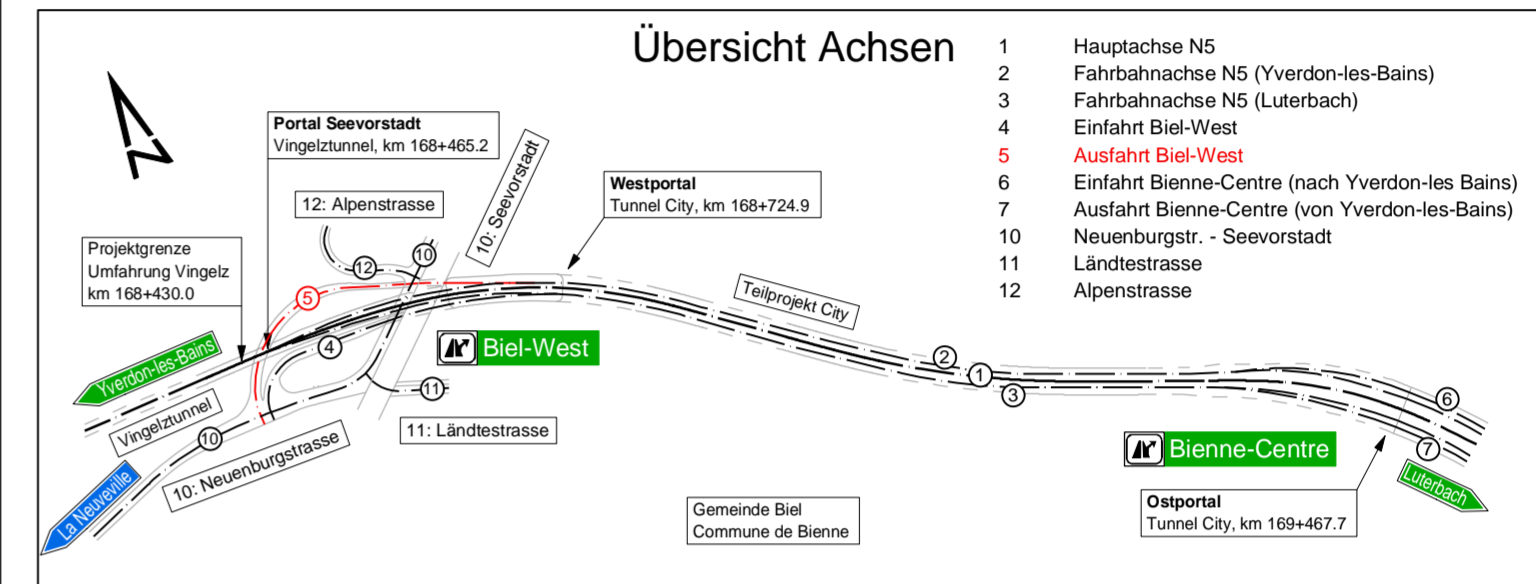 Übersicht Achsen
1 Hauptachse N5
2 Fahrbahnachse N5 (Yverdon-les-Bains)
3 Fahrbahnachse N5 (Luterbach)
4 Einfahrt Biel-West
5 Ausfahrt Biel-West
6 Einfahrt Bienne-Centre (nach Yverdon-les Bains)
7 Ausfahrt Bienne-Centre (von Yverdon-les-Bains)
10 Neuenburgstr. - Seevorstadt
11 Ländtestrasse
12 Alpenstrasse
Portal Seevorstadt
Vingelztunnel, km 168+465.2
10: Seevorstadt
Westportal
Tunnel City, km 168+724.9
12: Alpenstrasse
Projektgrenze
Umfahrung Vingelz
km 168+430.0
10
12
5
4
Teilprojekt City
Biel-West
2
1
3
Yverdon-les-Bains
Vingelztunnel
11
11: Ländtestrasse
10
10: Neuenburgstrasse
La Neuveville
6
7
Bienne-Centre
Luterbach
Ostportal
Tunnel City, km 169+467.7
Gemeinde Biel
Commune de Bienne